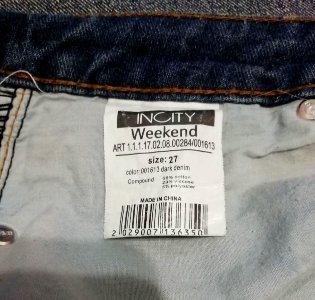 INCITY
Weekend
ART 1.1.1.17.02.08.00284/001613
size: 27
color: 001613 dark denim
Compound
MADE IN CHINA
2029007136350